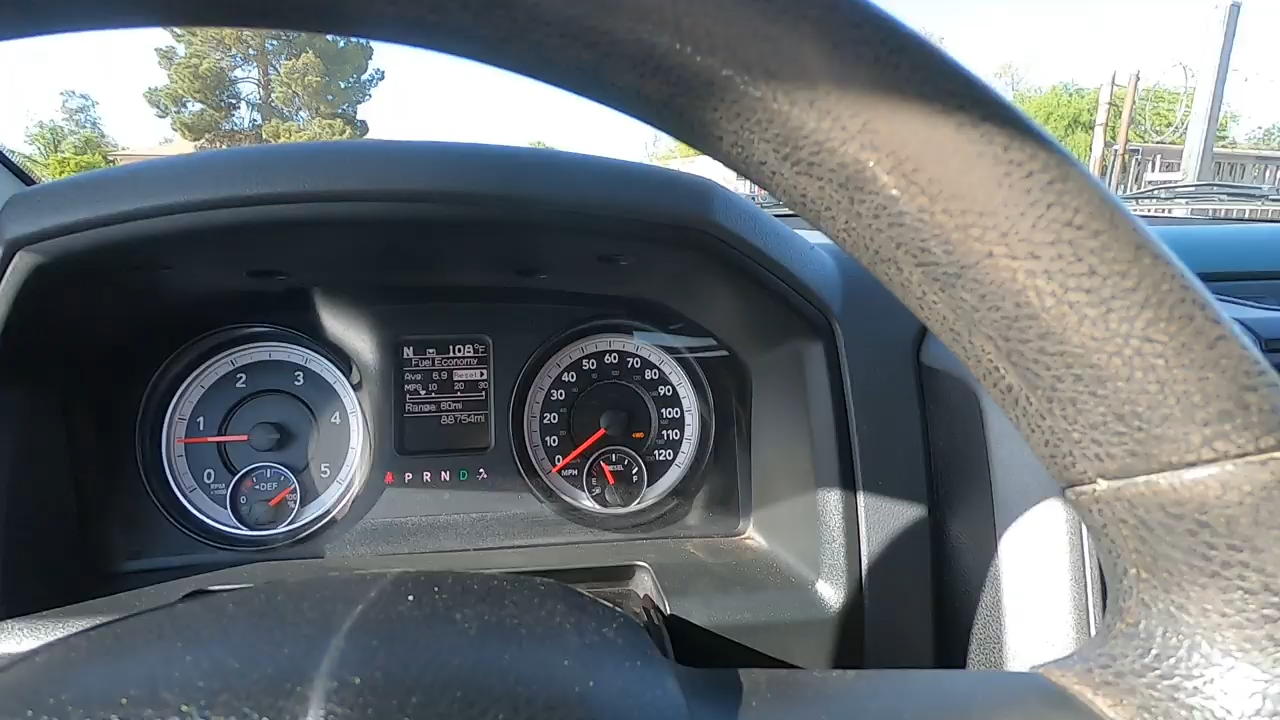 0 1 2 3 4 5
RPM
x1000
DEF
0 100
N 108°F
Fuel Economy
Avg: 6.9 Reset
MPG 10 20 30
Range: 60mi
88754mi
P R N D
0 10 20 30 40 50 60 70 80 90 100 110 120
MPH
4WD
DIESEL
E F